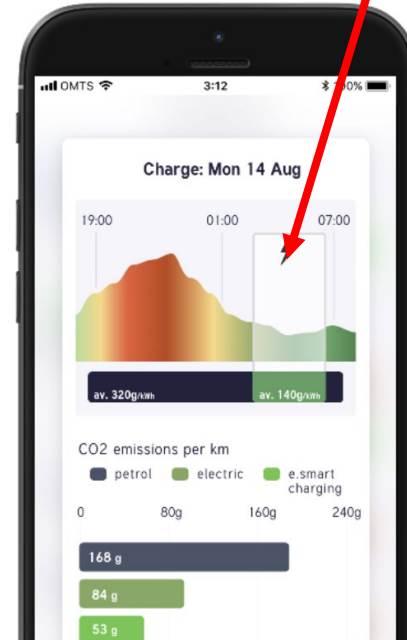 OMTS
3:12
Charge: Mon 14 Aug
19:00 01:00 07:00
av. 320g/kWh av. 140g/kWh
CO2 emissions per km
petrol electric e.smart
charging
0 80g 160g 240g
168 g
84 g
53 g